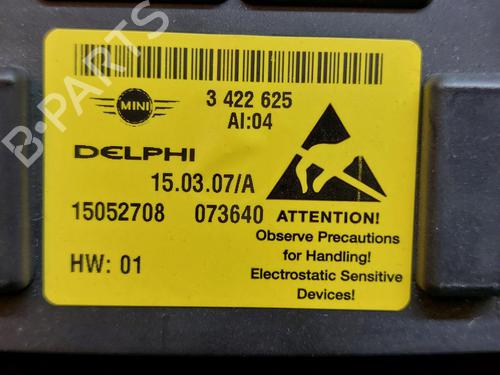 MINI
3 422 625
AI:04
DELPHI
15.03.07/A
15052708 073640
HW: 01
ATTENTION!
Observe Precautions
for Handling!
Electrostatic Sensitive
Devices!
B-PARTS